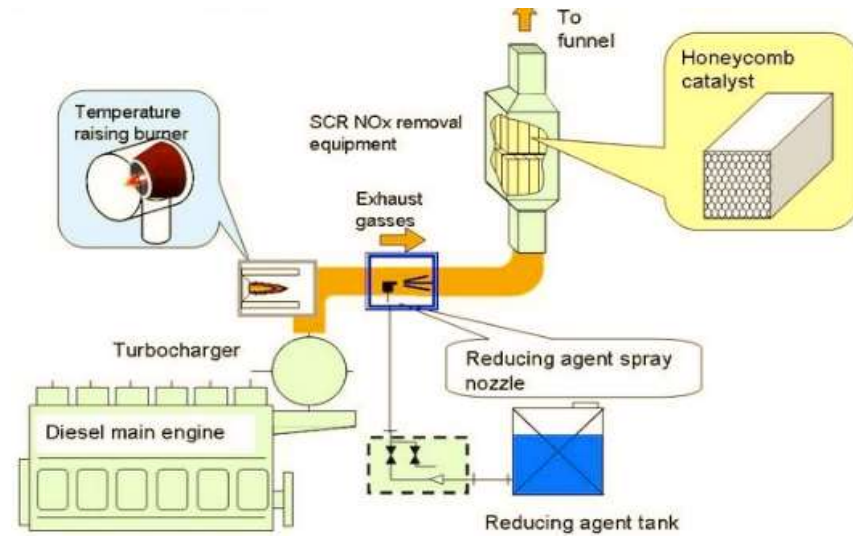 To
funnel
Honeycomb
catalyst
Temperature
raising burner
SCR NOx removal
equipment
Exhaust
gasses
Turbocharger
Reducing agent spray
nozzle
Diesel main engine
Reducing agent tank